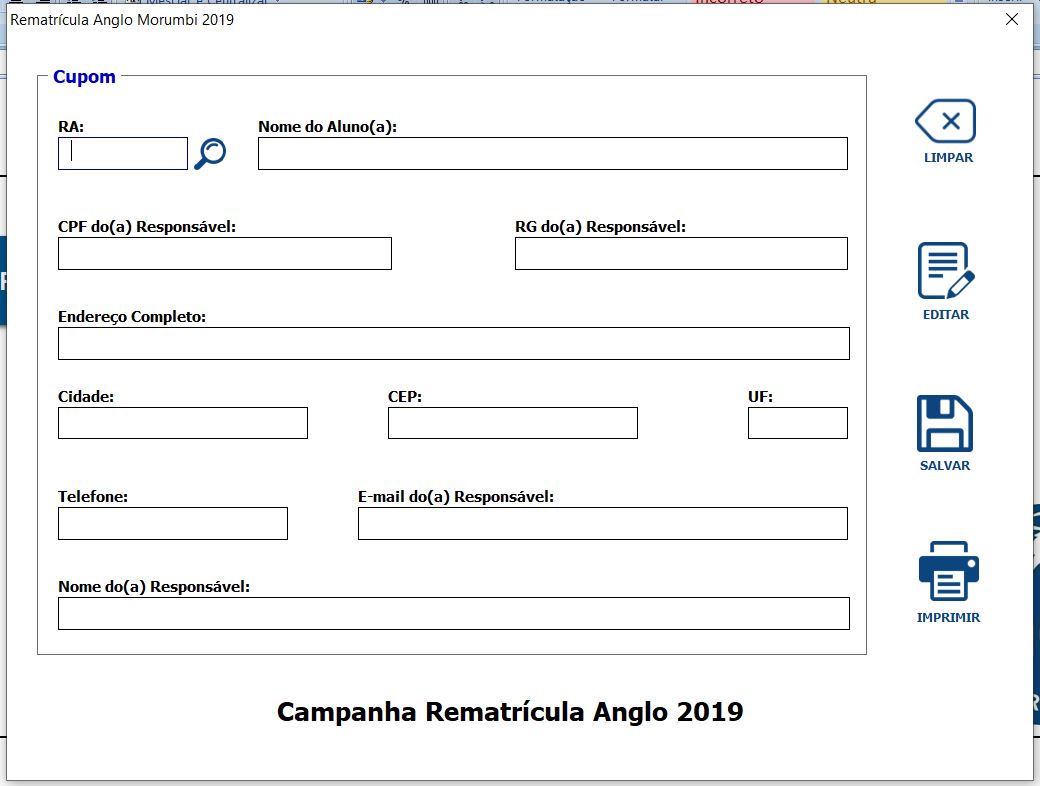 Rematrícula Anglo Morumbi 2019
Cupom
RA:
Nome do Aluno(a):
LIMPAR
CPF do(a) Responsável:
RG do(a) Responsável:
EDITAR
Endereço Completo:
Cidade:
CEP:
UF:
SALVAR
Telefone:
E-mail do(a) Responsável:
Nome do(a) Responsável:
IMPRIMIR
Campanha Rematrícula Anglo 2019